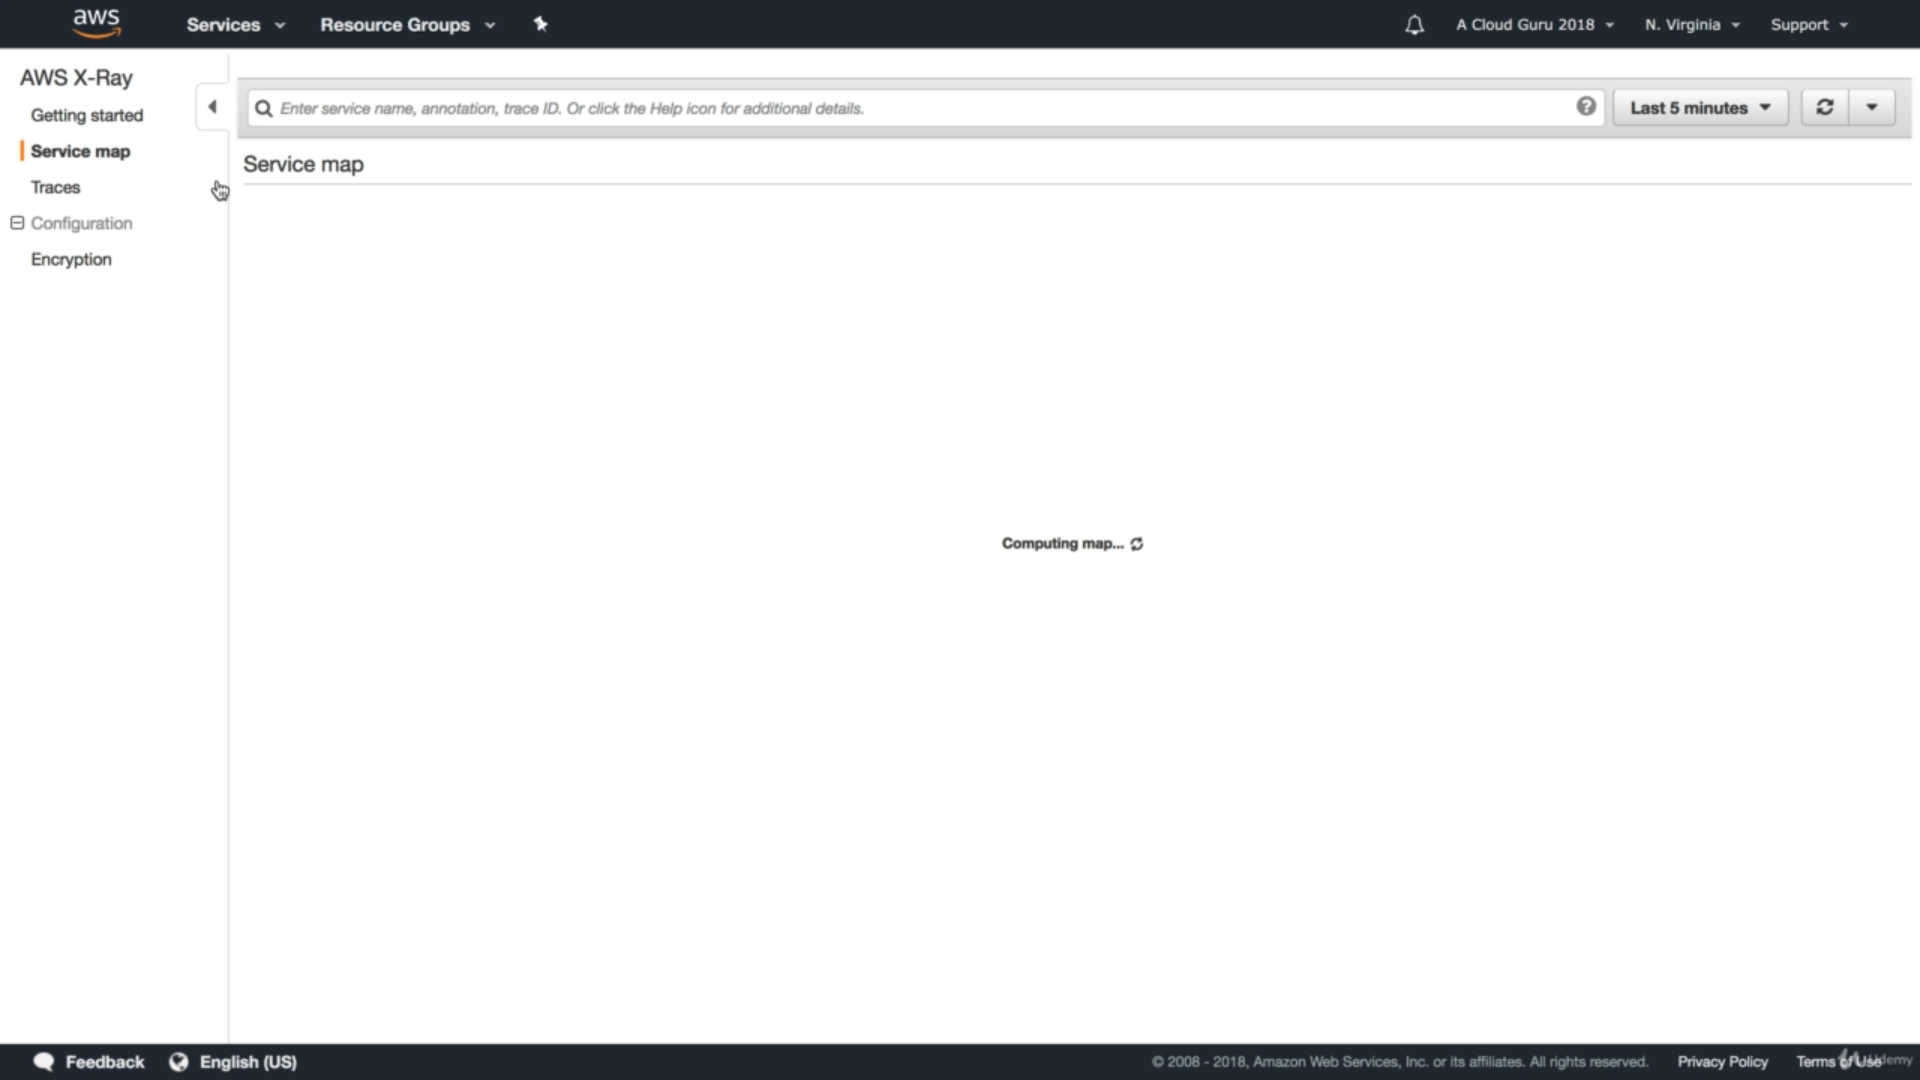 aws
Services
Resource Groups
A Cloud Guru 2018
N. Virginia
Support
AWS X-Ray
Getting started
Service map
Traces
Configuration
Encryption
Enter service name, annotation, trace ID. Or click the Help icon for additional details.
Last 5 minutes
Service map
Computing map...
Feedback
English (US)
© 2008 - 2018, Amazon Web Services, Inc. or its affiliates. All rights reserved.
Privacy Policy
Terms of Use
Udemy